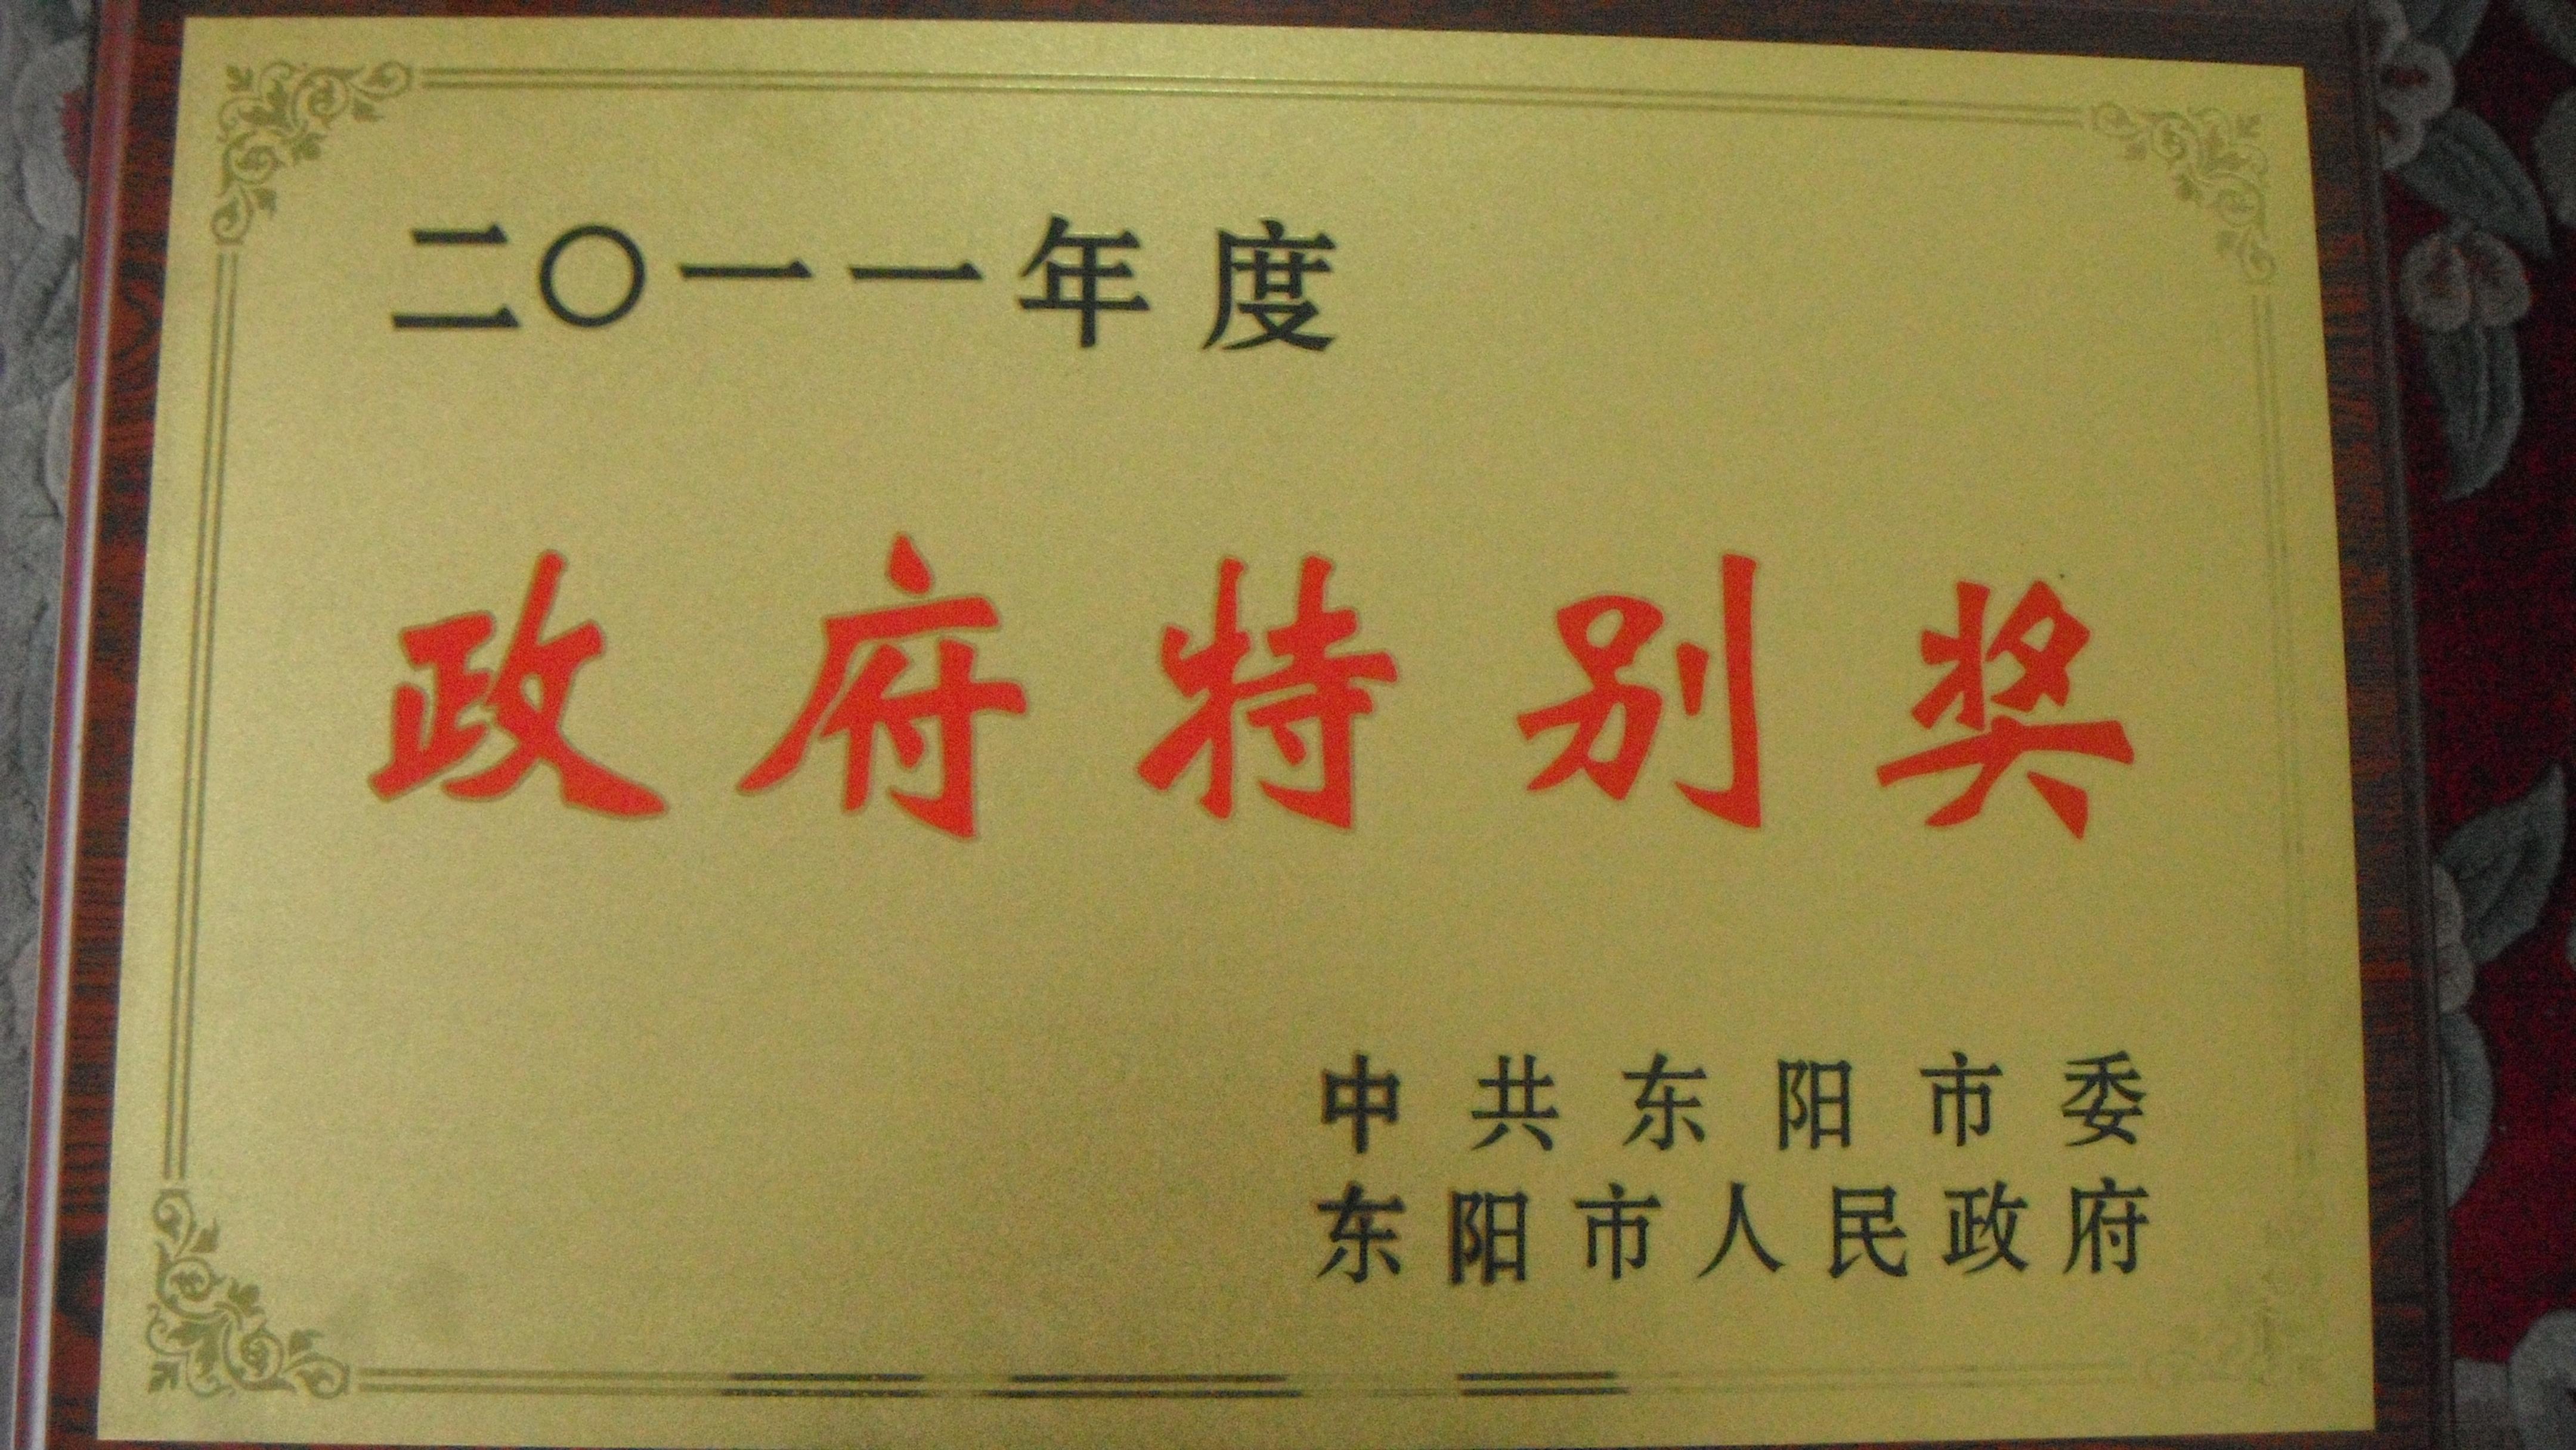 二〇一一年度
政府特别奖
中共东阳市委
东阳市人民政府